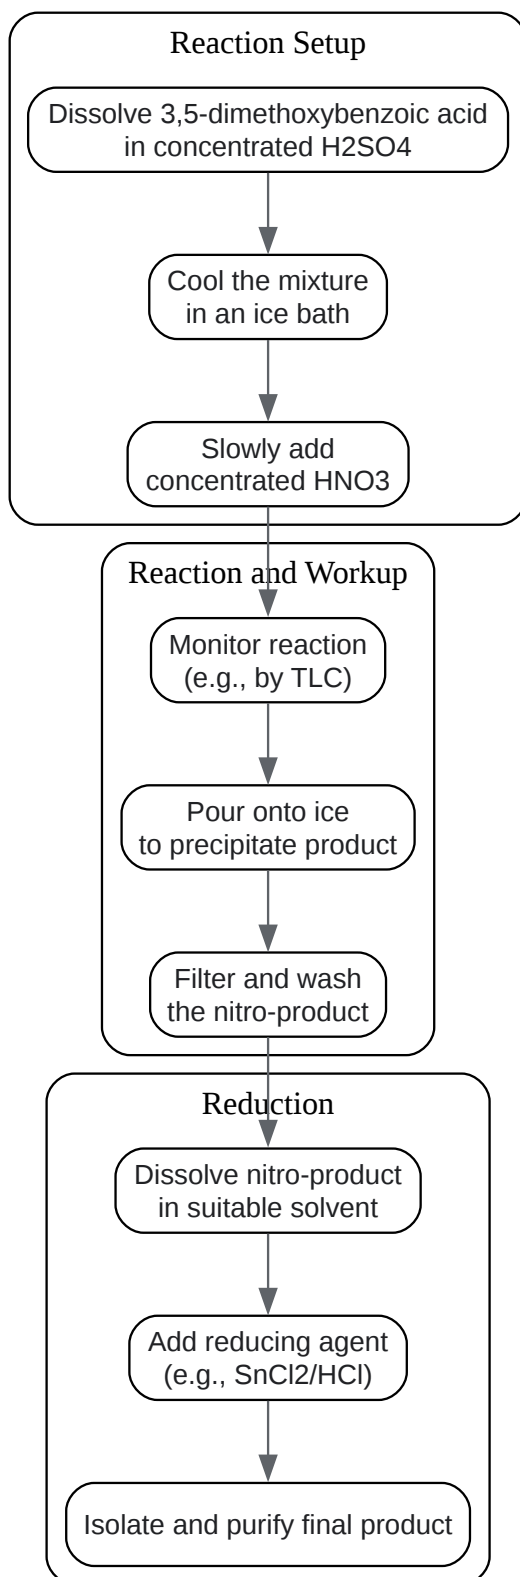 Reaction Setup
Dissolve 3,5-dimethoxybenzoic acid
in concentrated H2SO4
Cool the mixture
in an ice bath
Slowly add
concentrated HNO3
Reaction and Workup
Monitor reaction
(e.g., by TLC)
Pour onto ice
to precipitate product
Filter and wash
the nitro-product
Reduction
Dissolve nitro-product
in suitable solvent
Add reducing agent
(e.g., SnCl2/HCl)
Isolate and purify final product